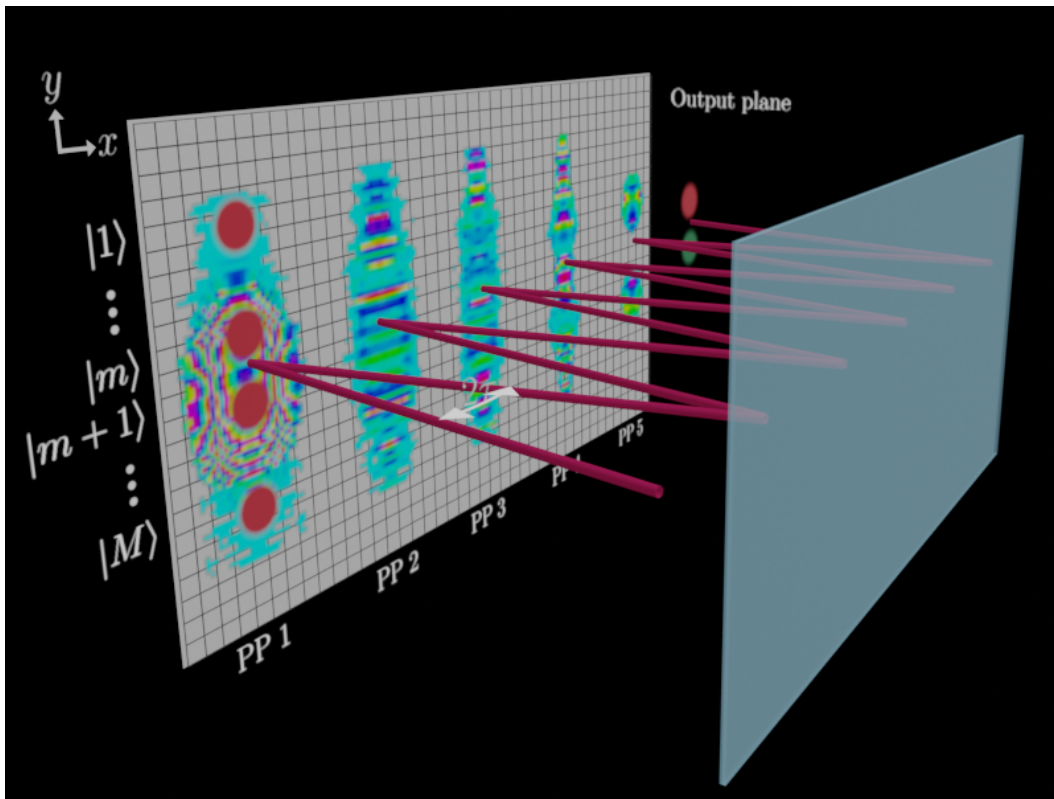 y
x
Output plane
|1⟩
⋮
|m⟩
|m + 1⟩
⋮
|M⟩
PP 1
PP 2
PP 3
PP 5